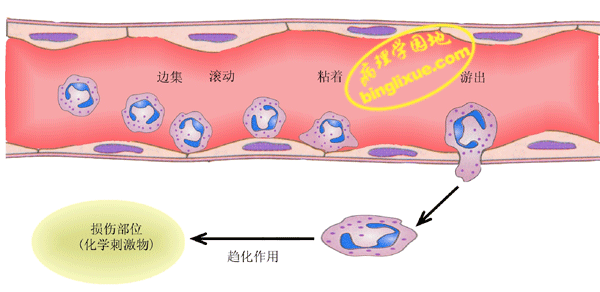 边集 滚动 粘着 游出
病理学园地
binglixue.com
损伤部位
(化学刺激物)
趋化作用